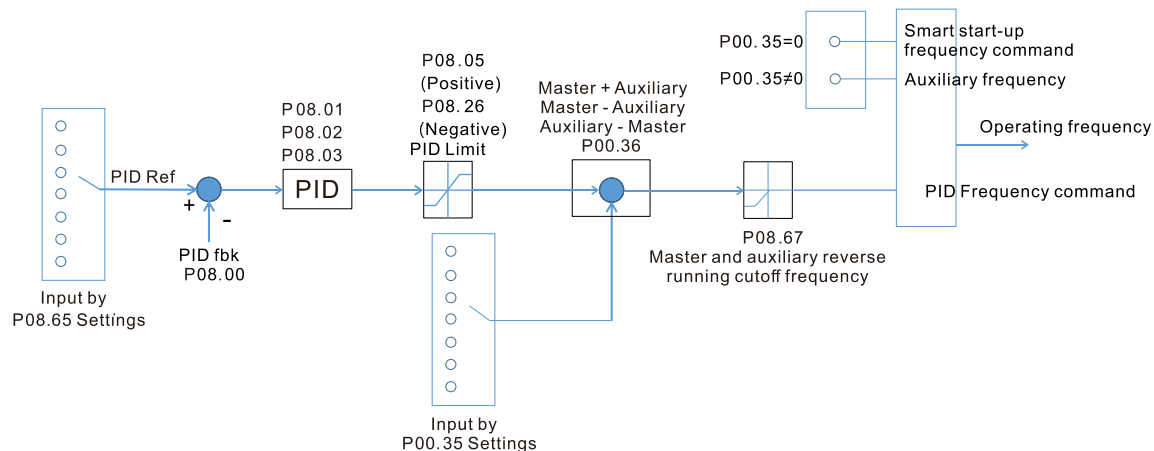 P00.35=0
Smart start-up
frequency command
P00.35≠0
Auxiliary frequency
Operating frequency
PID Frequency command
P08.05
(Positive)
P08.26
(Negative)
PID Limit
Master + Auxiliary
Master - Auxiliary
Auxiliary - Master
P00.36
P08.01
P08.02
P08.03
PID
PID Ref
+
-
PID fbk
P08.00
Input by
P08.65 Settings
P08.67
Master and auxiliary reverse
running cutoff frequency
Input by
P00.35 Settings